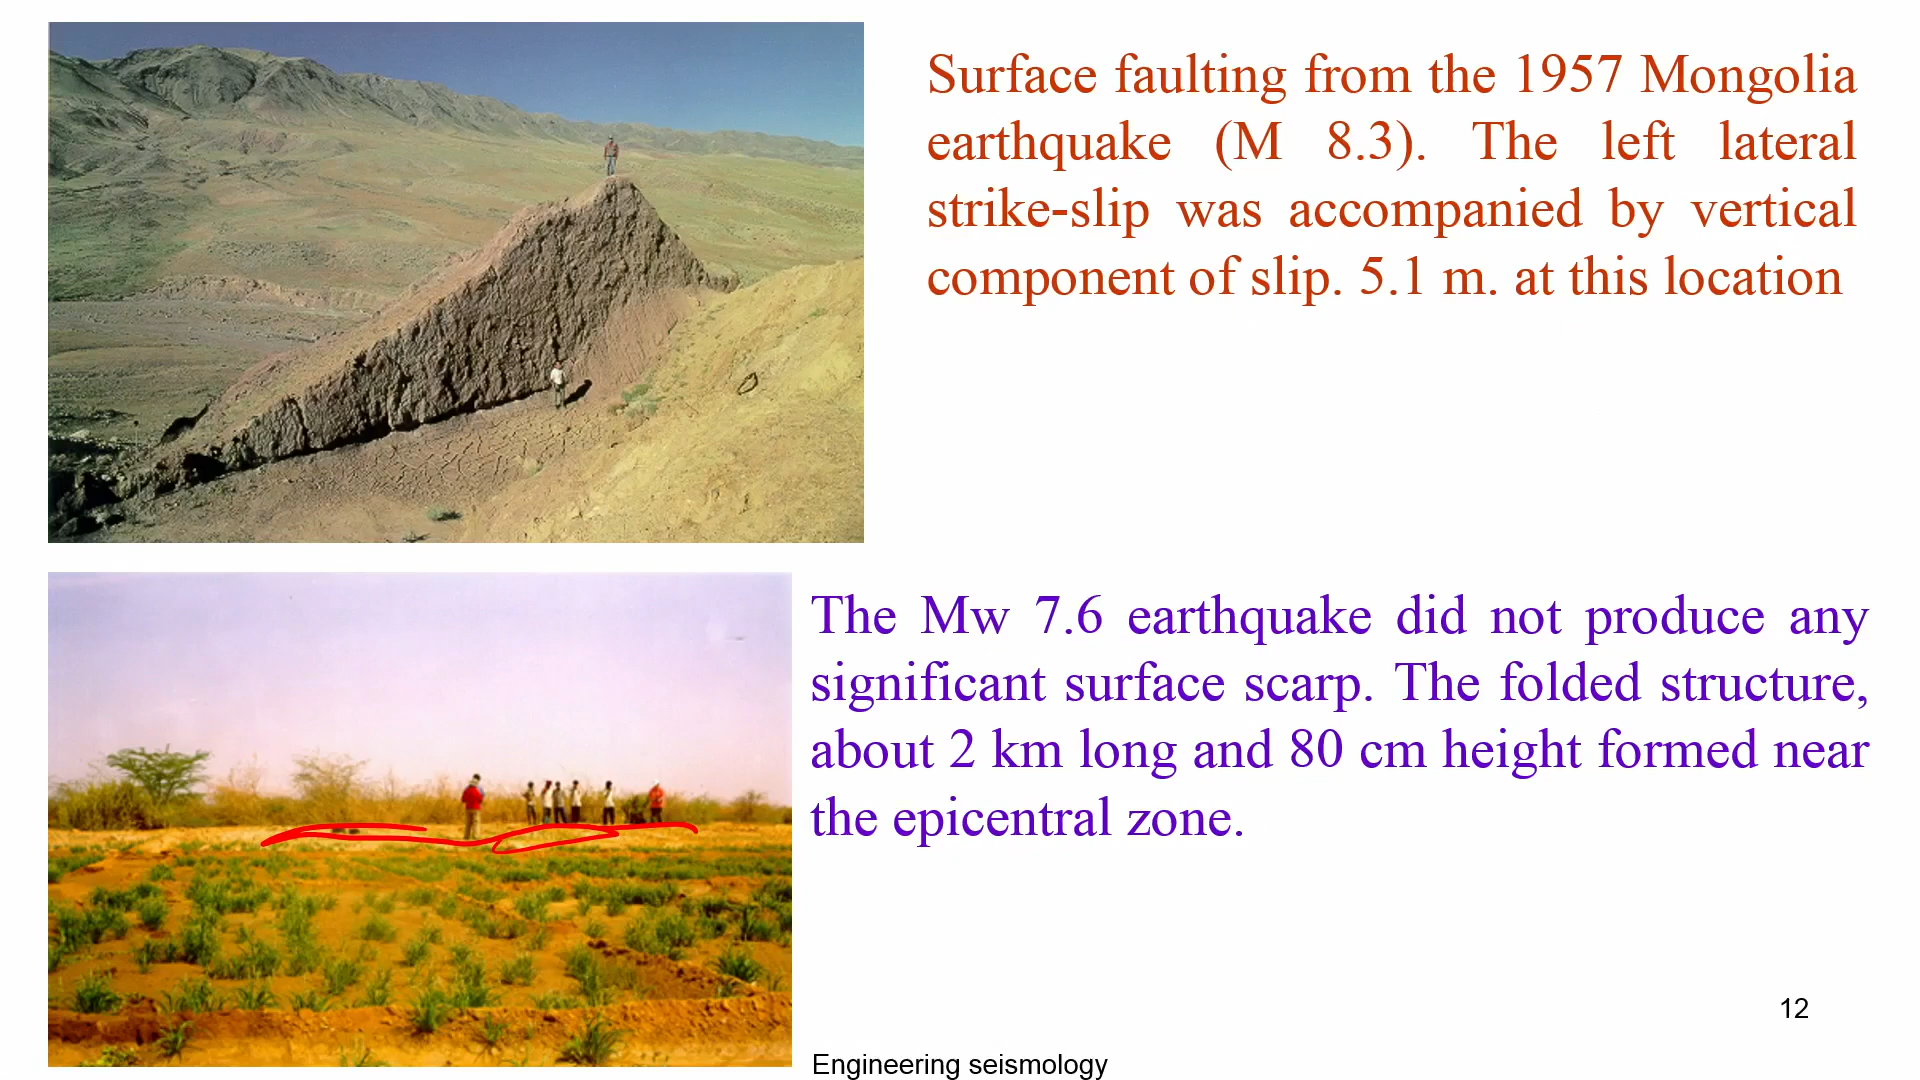 Surface faulting from the 1957 Mongolia
earthquake (M 8.3). The left lateral
strike-slip was accompanied by vertical
component of slip. 5.1 m. at this location
The Mw 7.6 earthquake did not produce any
significant surface scarp. The folded structure,
about 2 km long and 80 cm height formed near
the epicentral zone.
12
Engineering seismology